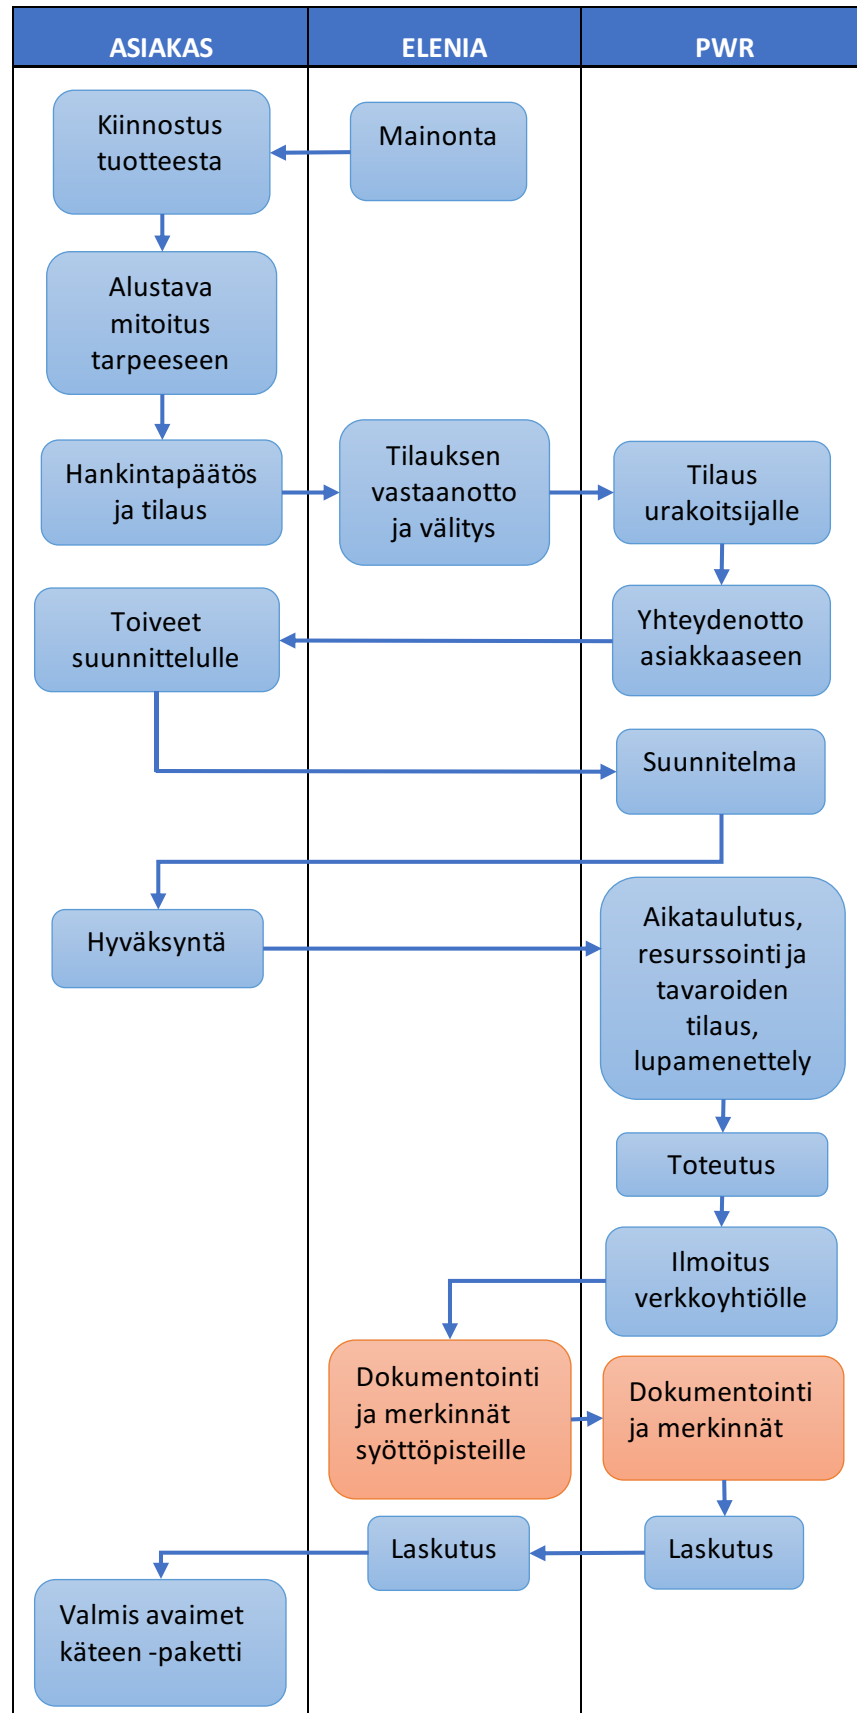 ASIAKAS
ELENIA
PWR
Kiinnostus
tuotteesta
Mainonta
Alustava
mitoitus
tarpeeseen
Hankintapäätös
ja tilaus
Tilauksen
vastaanotto
ja välitys
Tilaus
urakoitsijalle
Toiveet
suunnittelulle
Yhteydenotto
asiakkaaseen
Suunnitelma
Hyväksyntä
Aikataulutus,
resurssointi ja
tavaroiden
tilaus,
lupamenettely
Toteutus
Ilmoitus
verkkoyhtiölle
Dokumentointi
ja merkinnät
syöttöpisteille
Dokumentointi
ja merkinnät
Laskutus
Laskutus
Valmis avaimet
käteen -paketti